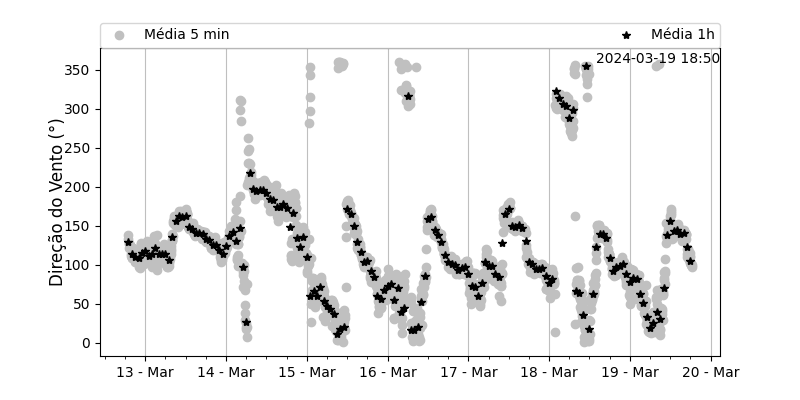 Média 5 min
Média 1h
2024-03-19 18:50
Direção do Vento (°)
350
300
250
200
150
100
50
0
13 - Mar
14 - Mar
15 - Mar
16 - Mar
17 - Mar
18 - Mar
19 - Mar
20 - Mar